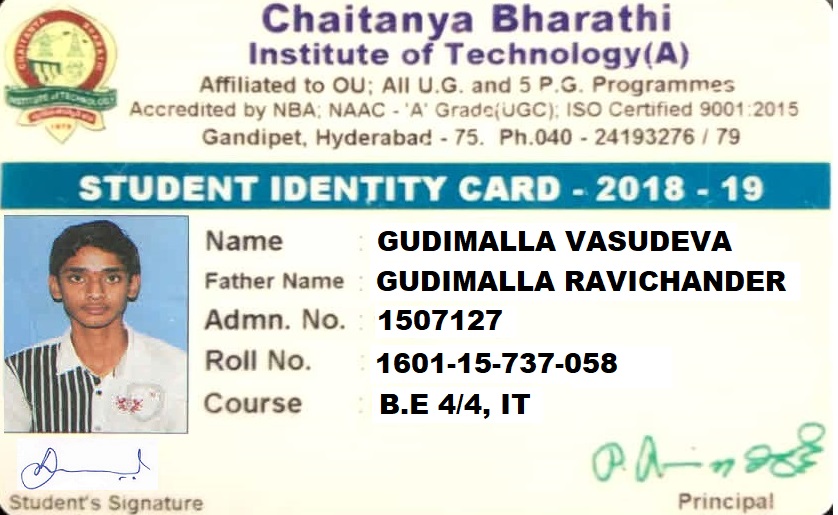 Chaitanya Bharathi
Institute of Technology(A)
Affiliated to OU; All U.G. and 5 P.G. Programmes
Accredited by NBA; NAAC - 'A' Grade(UGC); ISO Certified 9001:2015
Gandipet, Hyderabad - 75. Ph.040 - 24193276 / 79
CHAITANYA BHARATHI
INSTITUTE of TECHNOLOGY
1979
STUDENT IDENTITY CARD - 2018 - 19
Name : GUDIMALLA VASUDEVA
Father Name : GUDIMALLA RAVICHANDER
Admn. No. : 1507127
Roll No. : 1601-15-737-058
Course : B.E 4/4, IT
Student's Signature
Principal